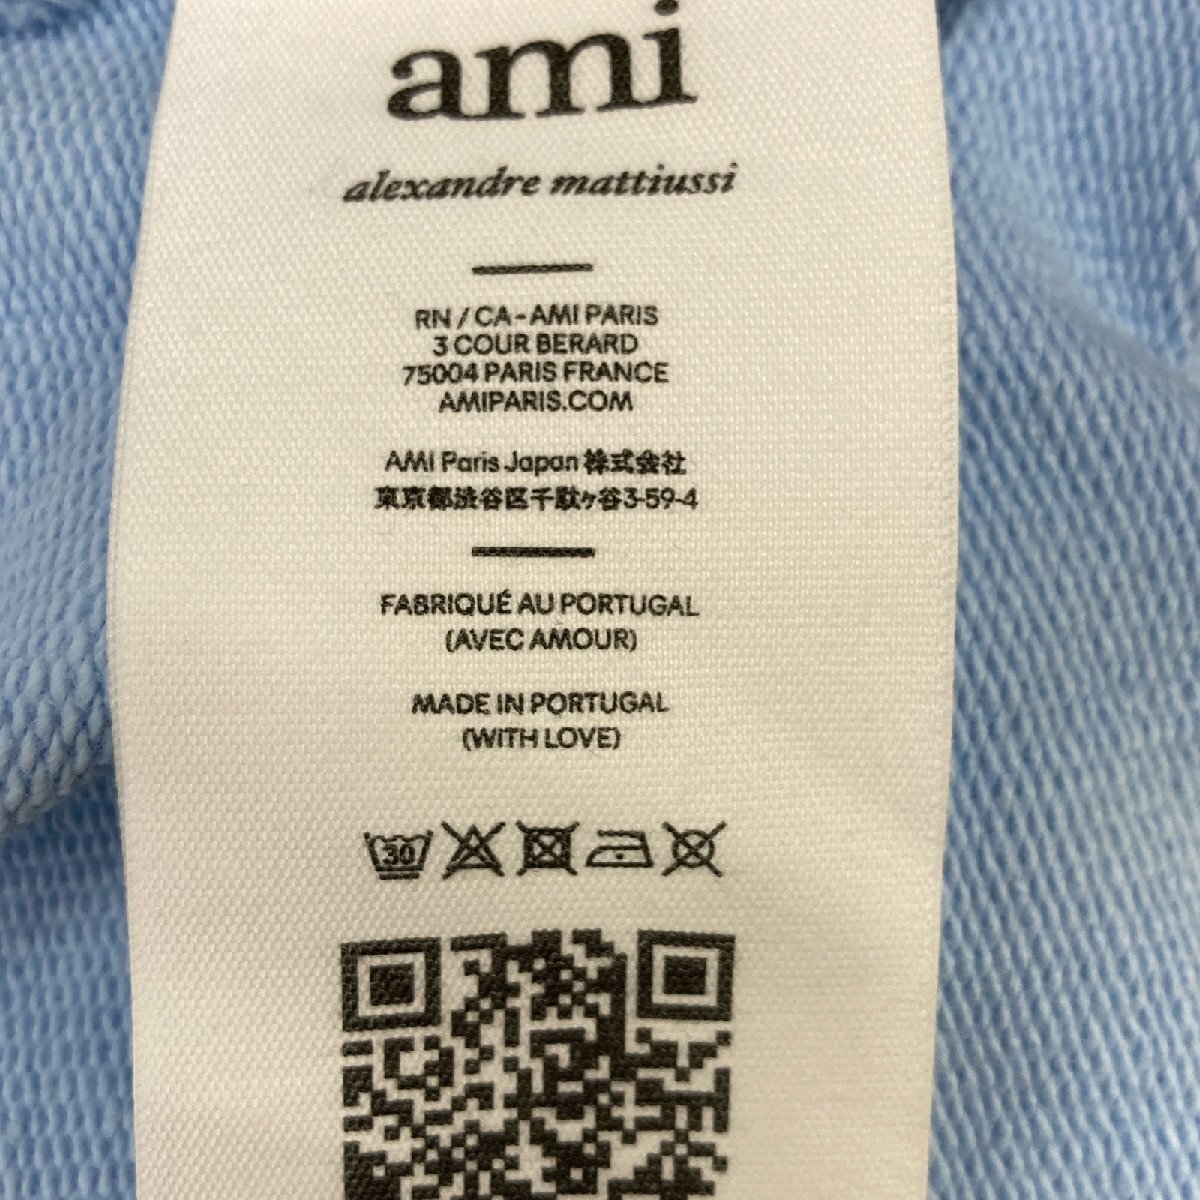 ami
alexandre mattiussi
RN / CA - AMI PARIS
3 COUR BERARD
75004 PARIS FRANCE
AMIPARIS.COM
AMI Paris Japan 株式会社
東京都渋谷区千駄ヶ谷3-59-4
FABRIQUÉ AU PORTUGAL
(AVEC AMOUR)
MADE IN PORTUGAL
(WITH LOVE)
30